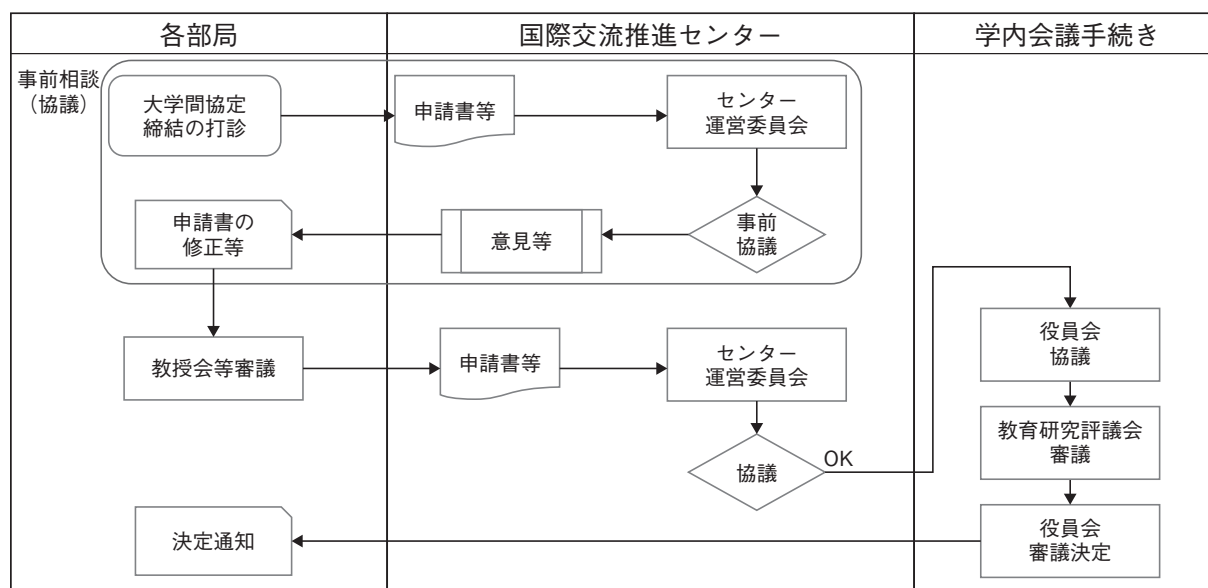 各部局
国際交流推進センター
学内会議手続き
事前相談
（協議）
大学間協定
締結の打診
申請書等
センター
運営委員会
事前
協議
意見等
申請書の
修正等
教授会等審議
申請書等
センター
運営委員会
協議
OK
役員会
協議
教育研究評議会
審議
役員会
審議決定
決定通知